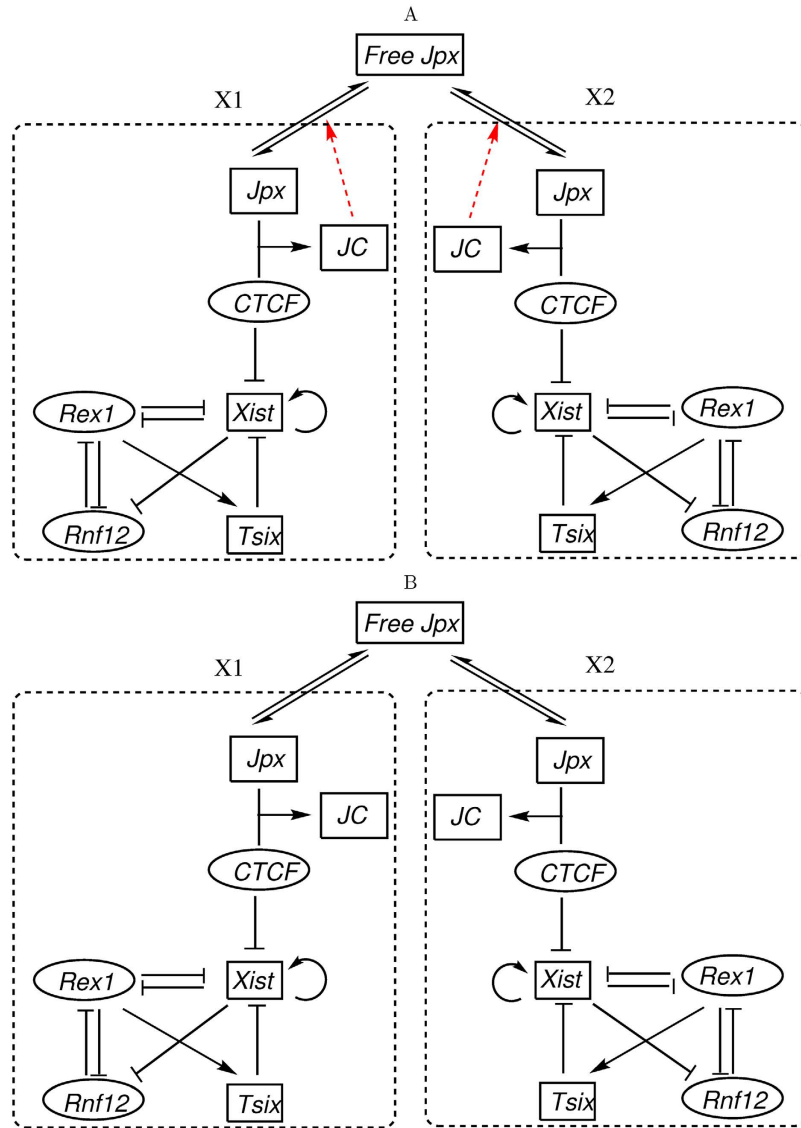 A
Free Jpx
X1 X2
Jpx Jpx
JC JC
CTCF CTCF
Rex1 Xist Xist Rex1
Rnf12 Tsix Tsix Rnf12
B
Free Jpx
X1 X2
Jpx Jpx
JC JC
CTCF CTCF
Rex1 Xist Xist Rex1
Rnf12 Tsix Tsix Rnf12